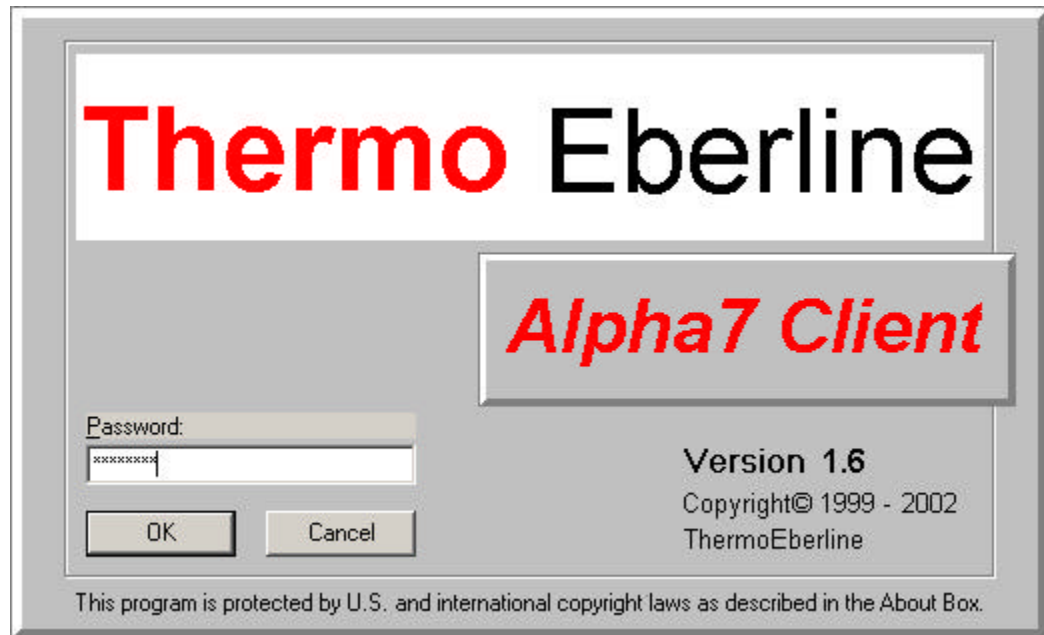 Thermo Eberline
Alpha7 Client
Password:
********
OK Cancel
Version 1.6
Copyright© 1999 - 2002
ThermoEberline
This program is protected by U.S. and international copyright laws as described in the About Box.